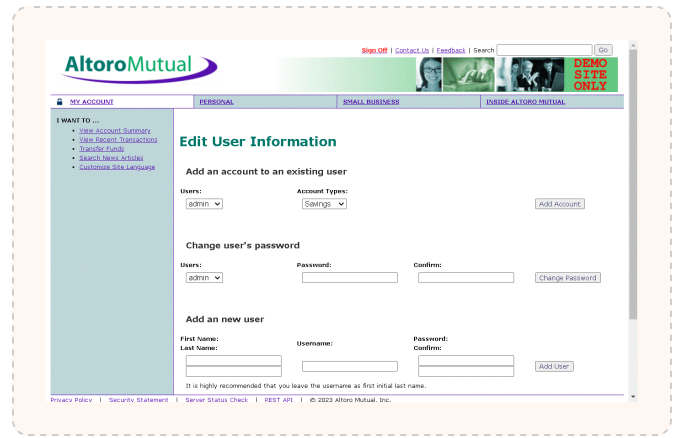 Sign Off | Contact Us | Feedback | Search Go
AltoroMutual
DEMO
SITE
ONLY
MY ACCOUNT PERSONAL SMALL BUSINESS INSIDE ALTORO MUTUAL
I WANT TO ...
• View Account Summary
• View Recent Transactions
• Transfer Funds
• Search News Articles
• Customize Site Language
Edit User Information
Add an account to an existing user
Users: Account Types:
admin Savings Add Account
Change user's password
Users: Password: Confirm:
admin Change Password
Add an new user
First Name:
Last Name:
Username:
Password:
Confirm:
Add User
It is highly recommended that you leave the username as first initial last name.
Privacy Policy | Security Statement | Server Status Check | REST API | © 2023 Altoro Mutual, Inc.